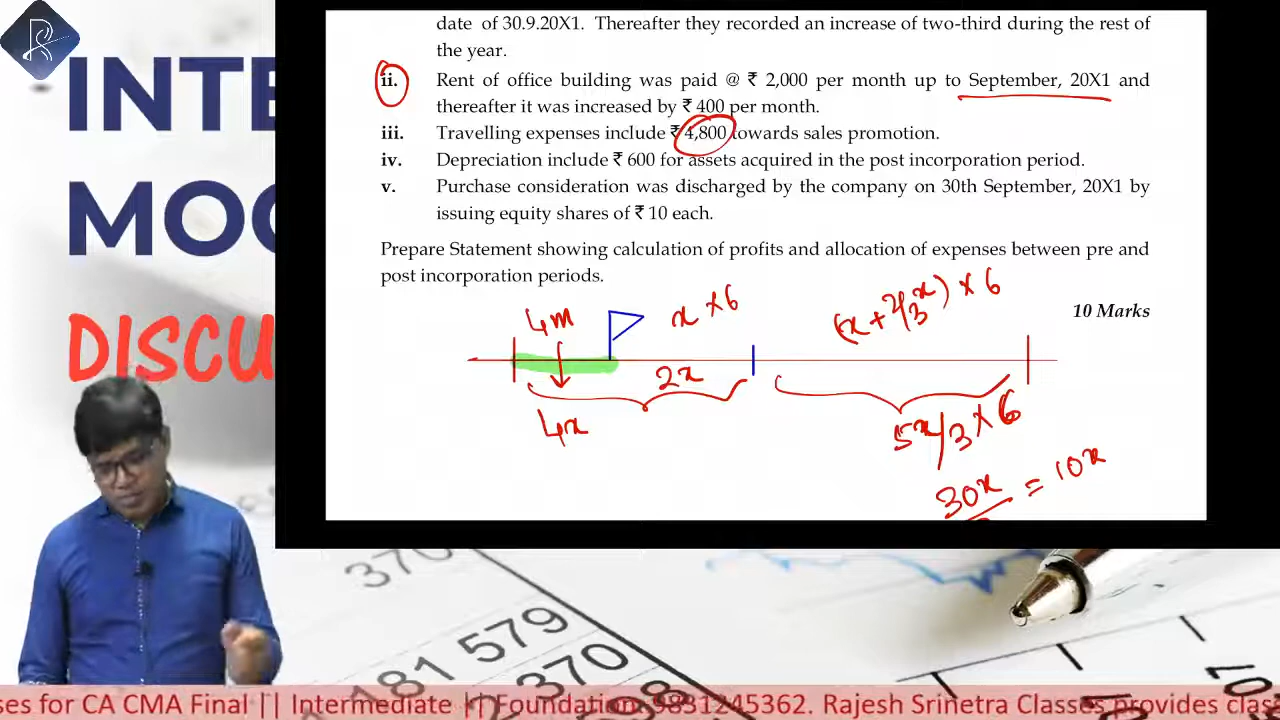 INTE
MOC
DISCU
date of 30.9.20X1. Thereafter they recorded an increase of two-third during the rest of
the year.
ii. Rent of office building was paid @ ₹ 2,000 per month up to September, 20X1 and
thereafter it was increased by ₹ 400 per month.
iii. Travelling expenses include ₹ 4,800 towards sales promotion.
iv. Depreciation include ₹ 600 for assets acquired in the post incorporation period.
v. Purchase consideration was discharged by the company on 30th September, 20X1 by
issuing equity shares of ₹ 10 each.
Prepare Statement showing calculation of profits and allocation of expenses between pre and
post incorporation periods.
10 Marks
4m
x × 6
(x + 2/3 x) × 6
2x
4x
5x/3 × 6
30x = 10x
370
579
181
370
ses for CA CMA Final || Intermediate || Foundation: 9831245362. Rajesh Srinetra Classes provides clas